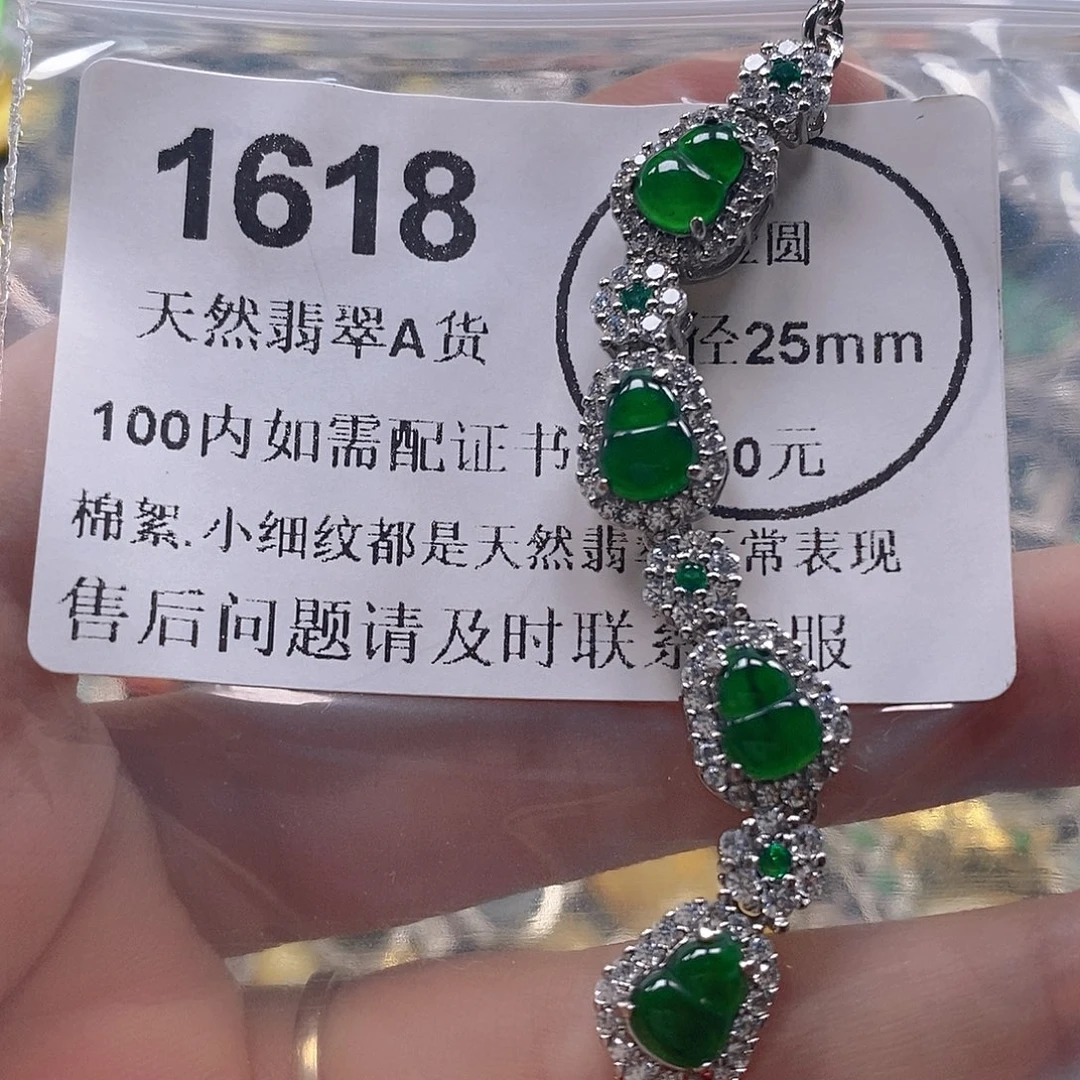 1618
天然翡翠A货
圆
径25mm
100内如需配证书 0元
棉絮.小细纹都是天然翡 常表现
售后问题请及时联 服